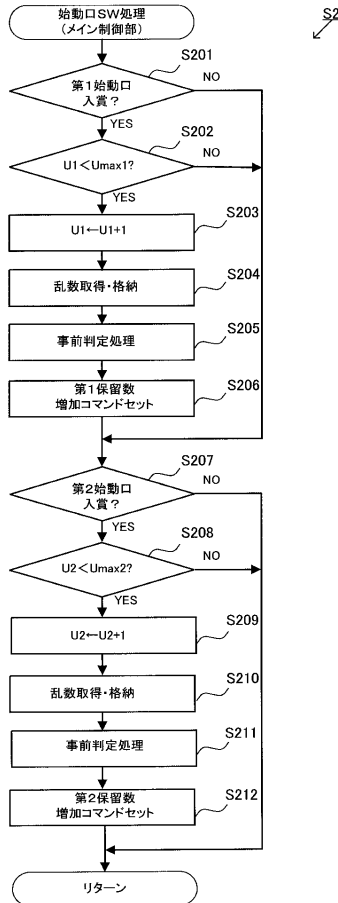 始動口SW処理
(メイン制御部)
S2
S201
第1始動口
入賞?
NO
YES
S202
U1<Umax1?
NO
YES
S203
U1←U1+1
S204
乱数取得・格納
S205
事前判定処理
S206
第1保留数
増加コマンドセット
S207
第2始動口
入賞?
NO
YES
S208
U2<Umax2?
NO
YES
S209
U2←U2+1
S210
乱数取得・格納
S211
事前判定処理
S212
第2保留数
増加コマンドセット
リターン